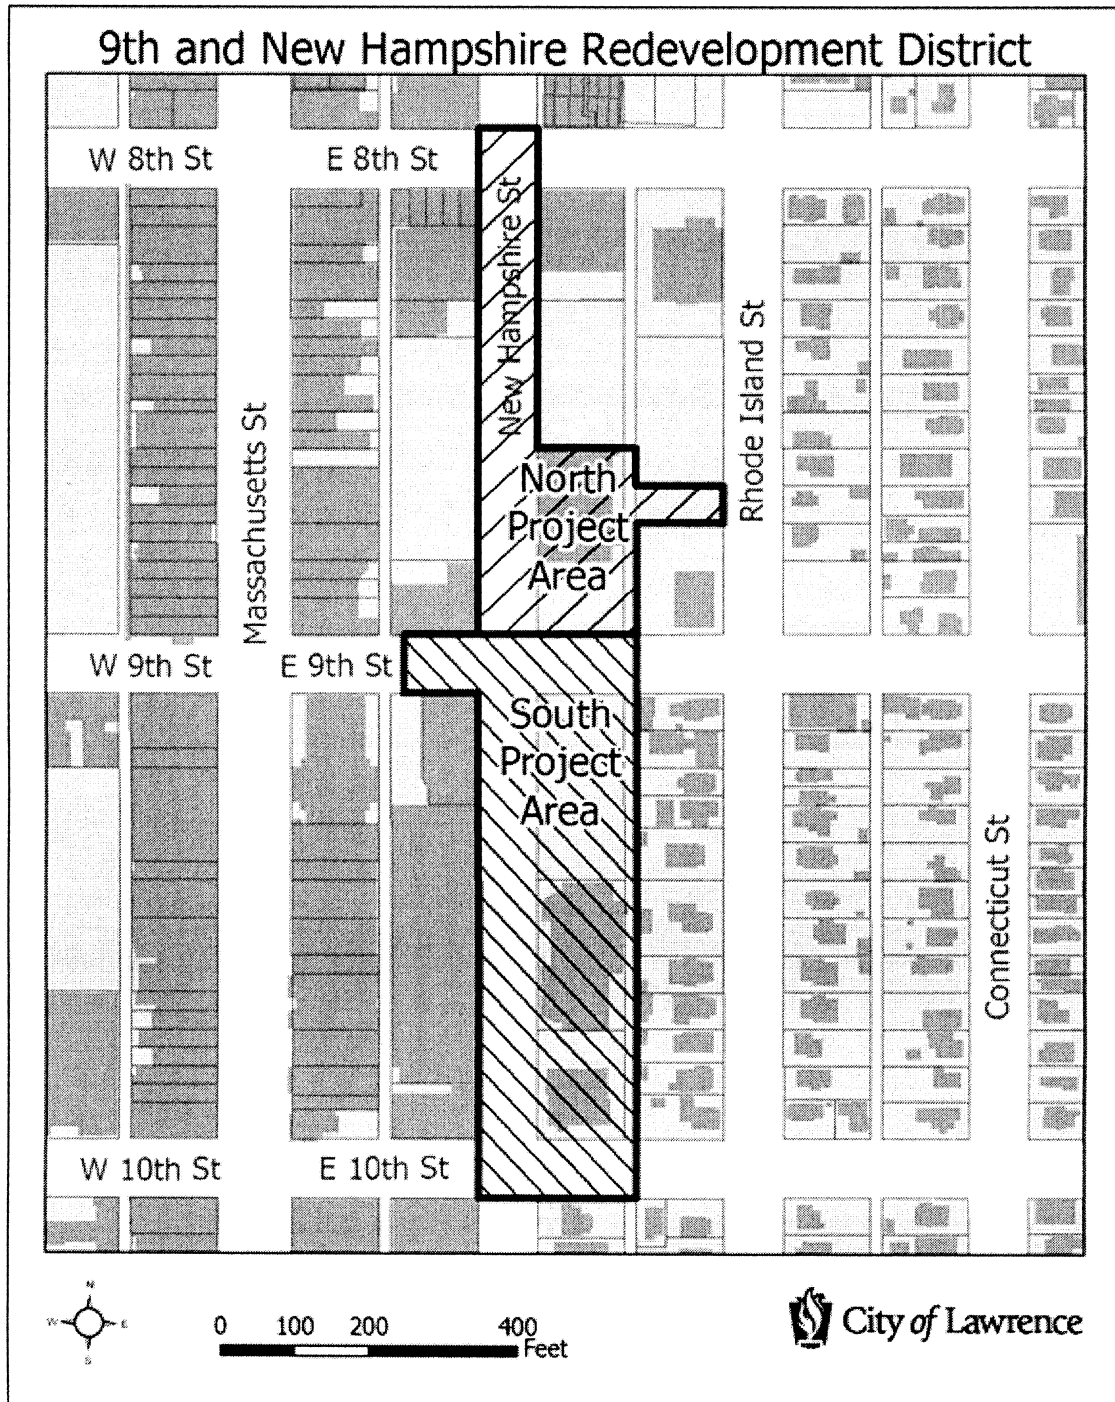 9th and New Hampshire Redevelopment District
W 8th St
E 8th St
New Hampshire St
Rhode Island St
Massachusetts St
North
Project
Area
W 9th St
E 9th St
South
Project
Area
Connecticut St
W 10th St
E 10th St
N
W
E
S
0 100 200 400
Feet
City of Lawrence